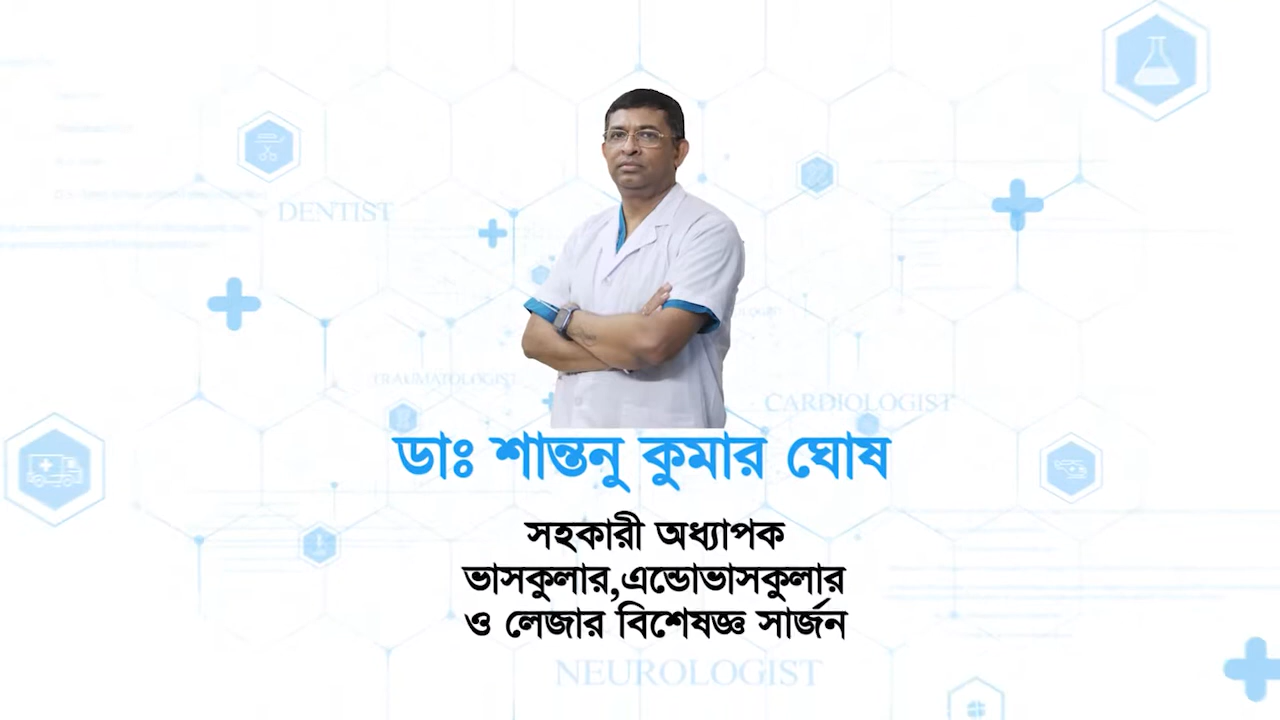 DENTIST
TRAUMATOLOGIST
CARDIOLOGIST
ডাঃ শান্তনু কুমার ঘোষ
সহকারী অধ্যাপক
ভাসকুলার,এন্ডোভাসকুলার
ও লেজার বিশেষজ্ঞ সার্জন
NEUROLOGIST